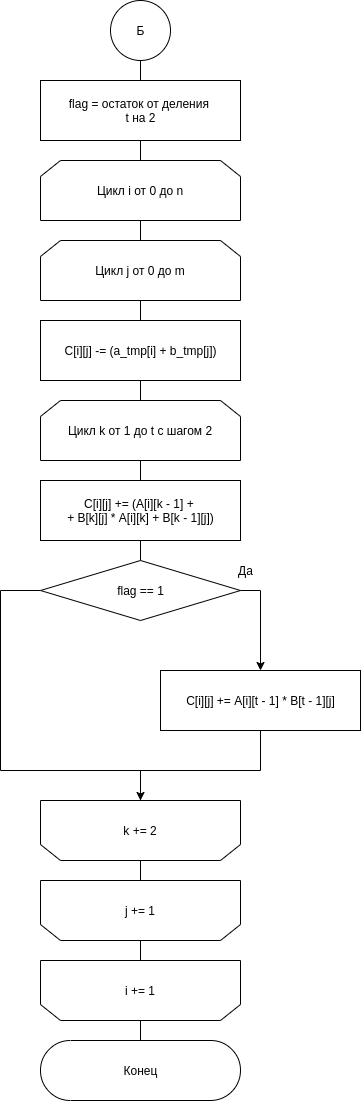 Б
flag = остаток от деления
t на 2
Цикл i от 0 до n
Цикл j от 0 до m
C[i][j] -= (a_tmp[i] + b_tmp[j])
Цикл k от 1 до t с шагом 2
C[i][j] += (A[i][k - 1] +
+ B[k][j] * A[i][k] + B[k - 1][j])
flag == 1
Да
C[i][j] += A[i][t - 1] * B[t - 1][j]
k += 2
j += 1
i += 1
Конец